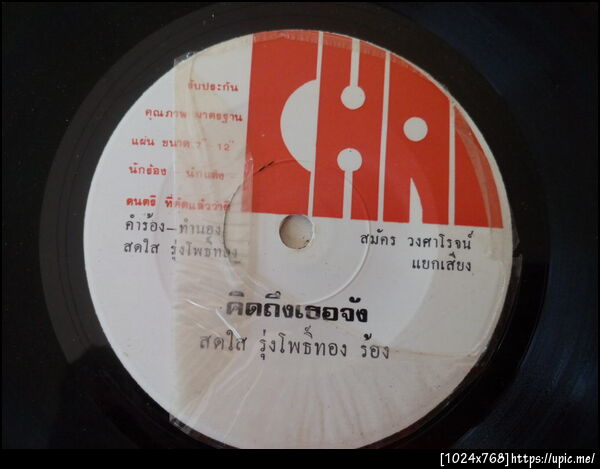 CHAI
รับประกัน
คุณภาพ มาตรฐาน
แผ่น ขนาด 7" - 12"
นักร้อง - นักแต่ง
ดนตรี ที่คัดแล้วว่าดี
คำร้อง - ทำนอง
สดใส รุ่งโพธิ์ทอง
สมัคร วงศาโรจน์
แยกเสียง
คิดถึงเธอจัง
สดใส รุ่งโพธิ์ทอง ร้อง
[1024x768]https://upic.me/